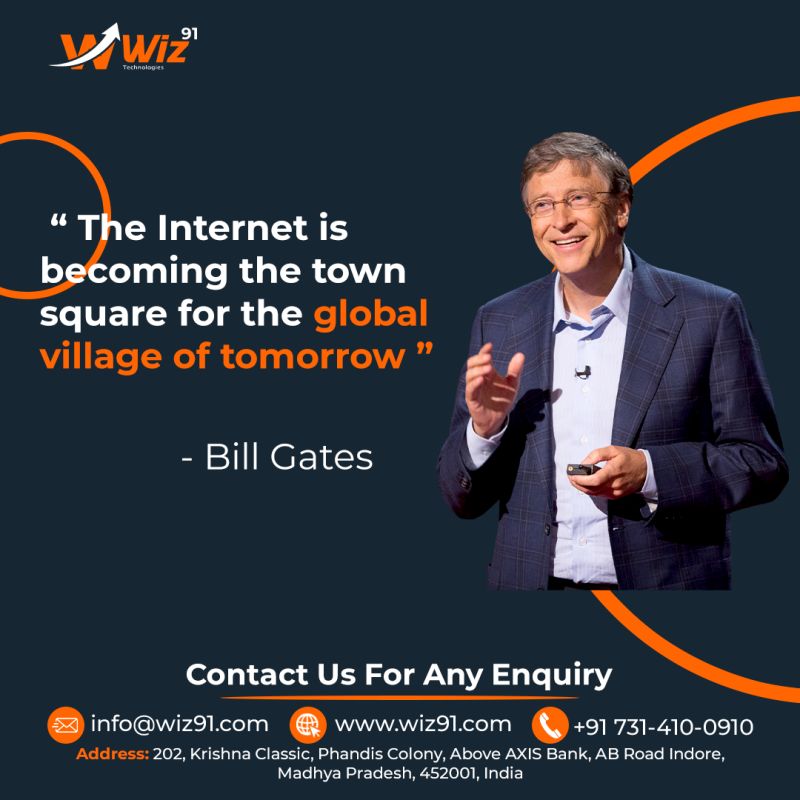 Wiz 91
Technologies
“ The Internet is
becoming the town
square for the global
village of tomorrow ”
- Bill Gates
Contact Us For Any Enquiry
info@wiz91.com www.wiz91.com +91 731-410-0910
Address: 202, Krishna Classic, Phandis Colony, Above AXIS Bank, AB Road Indore,
Madhya Pradesh, 452001, India